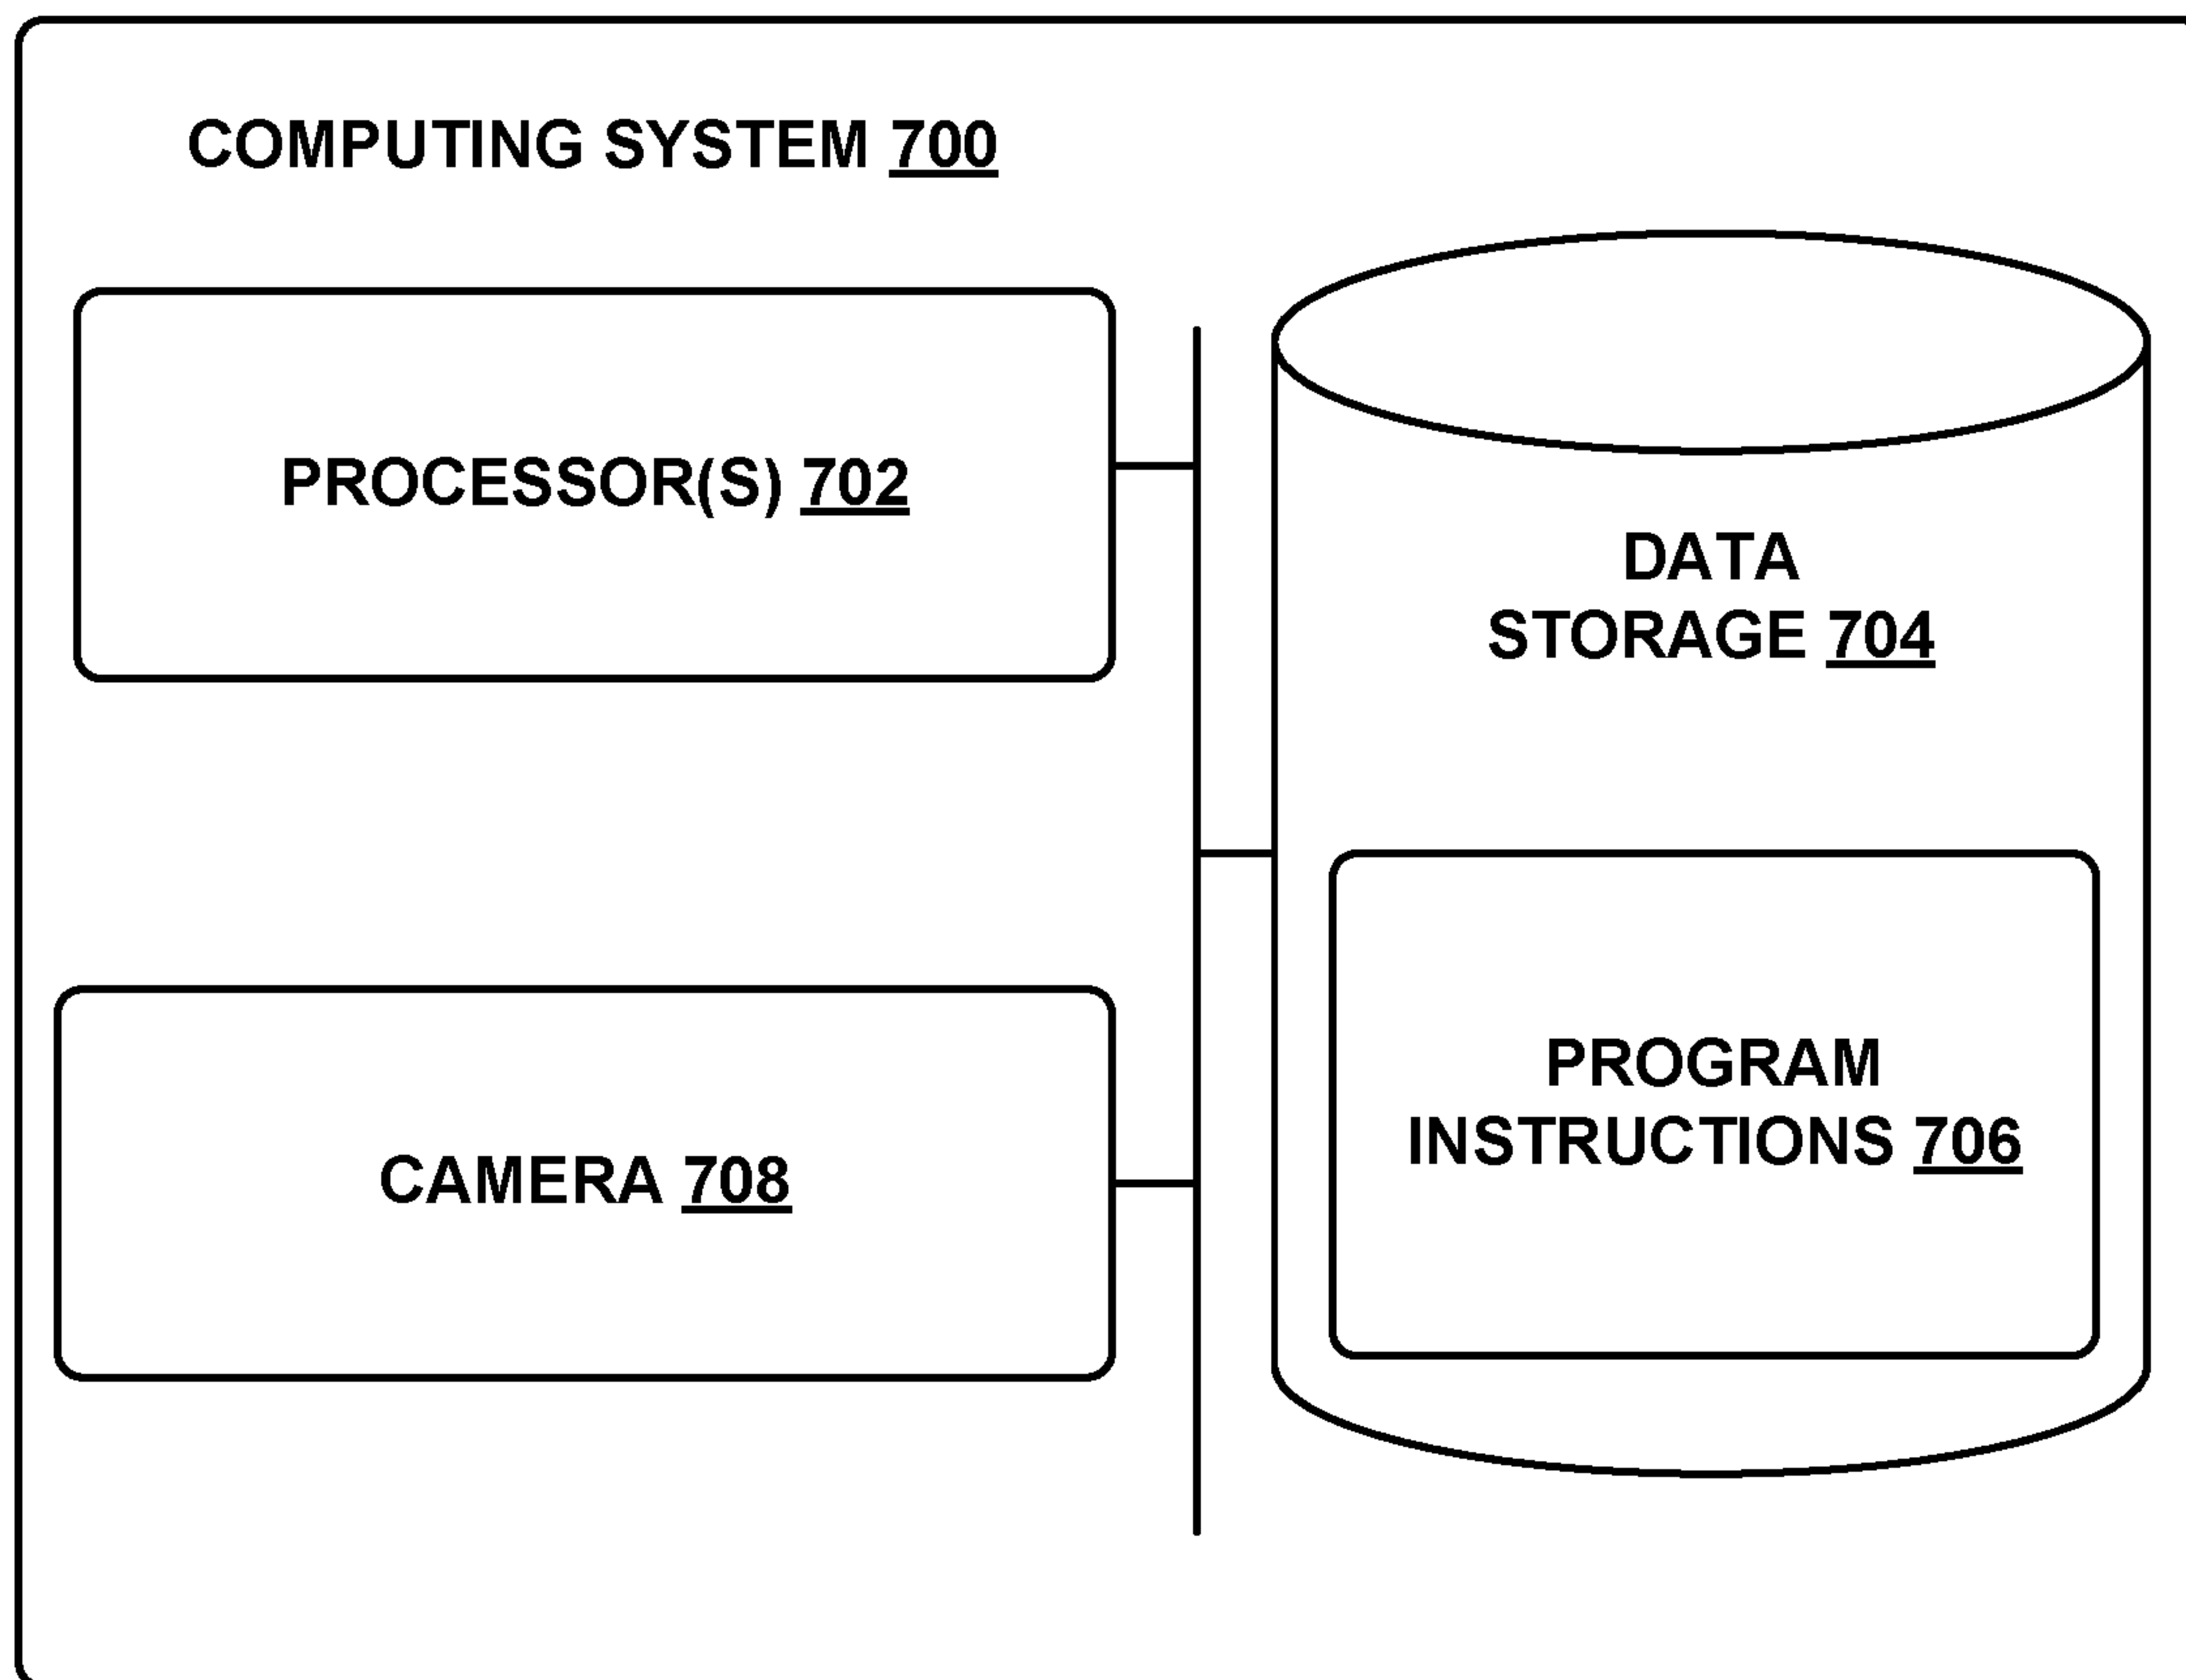 COMPUTING SYSTEM 700
PROCESSOR(S) 702
DATA
STORAGE 704
PROGRAM
INSTRUCTIONS 706
CAMERA 708